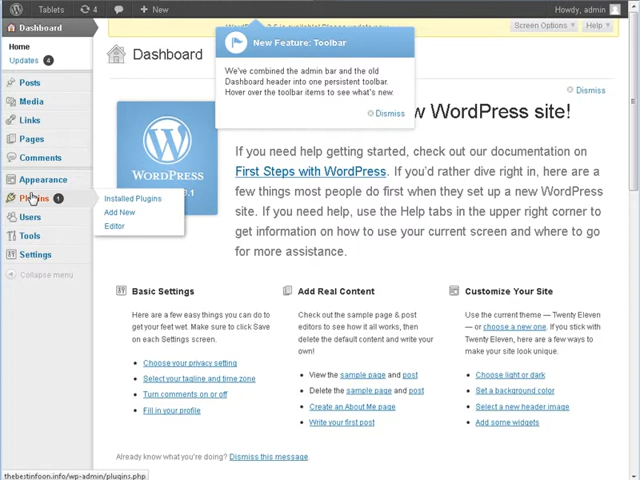 Tablets 4 New Howdy, admin
Dashboard
Screen Options Help
Home
Updates 4
Posts
Media
Links
Pages
Comments
Appearance
Plugins 1
Users
Tools
Settings
Collapse menu
Installed Plugins
Add New
Editor
New Feature: Toolbar
We've combined the admin bar and the old
Dashboard header into one persistent toolbar.
Hover over the toolbar items to see what's new.
Dismiss
Dashboard
Dismiss
WordPress site!
WordPress
If you need help getting started, check out our documentation on
First Steps with WordPress. If you'd rather dive right in, here are a
few things most people do first when they set up a new WordPress
site. If you need help, use the Help tabs in the upper right corner to
get information on how to use your current screen and where to go
for more assistance.
Basic Settings
Here are a few easy things you can do to
get your feet wet. Make sure to click Save
on each Settings screen.
Choose your privacy setting
Select your tagline and time zone
Turn comments on or off
Fill in your profile
Add Real Content
Check out the sample page & post
editors to see how it all works, then
delete the default content and write your
own!
View the sample page and post
Delete the sample page and post
Create an About Me page
Write your first post
Customize Your Site
Use the current theme — Twenty Eleven —
or choose a new one. If you stick with
Twenty Eleven, here are a few ways to
make your site look unique.
Choose light or dark
Set a background color
Select a new header image
Add some widgets
Already know what you're doing? Dismiss this message
thebestinfoon.info/wp-admin/plugins.php